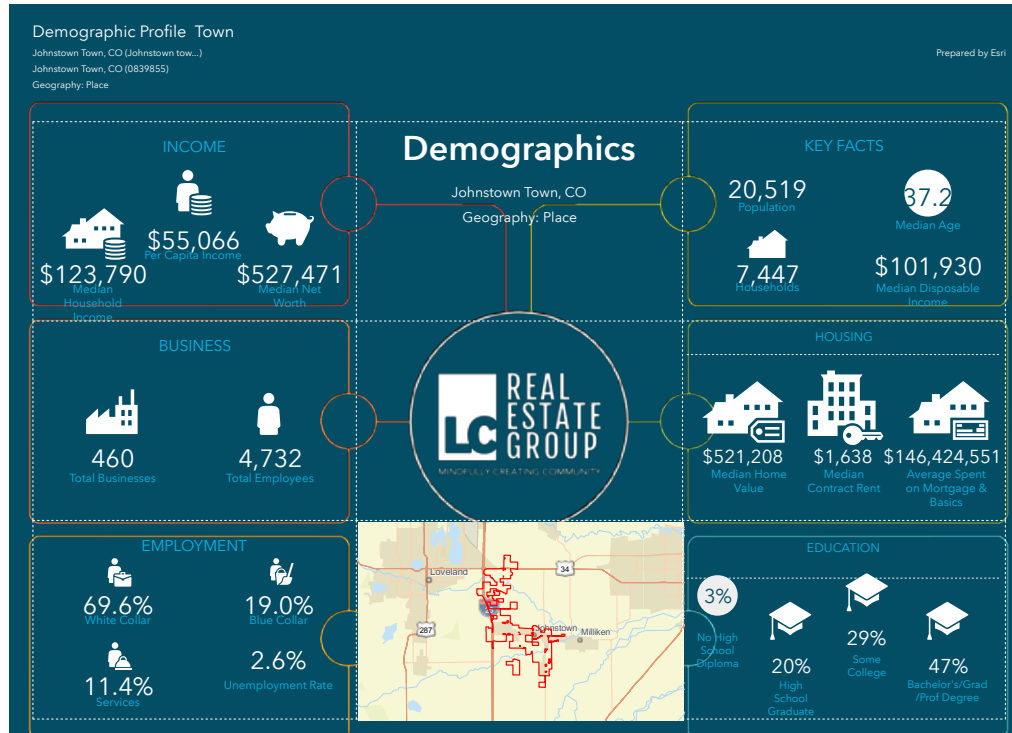 Demographic Profile Town
Johnstown Town, CO (Johnstown tow...)
Johnstown Town, CO (0839855)
Geography: Place
Prepared by Esri
INCOME
$55,066
Per Capita Income
$123,790
Median
Household
Income
$527,471
Median Net
Worth
Demographics
Johnstown Town, CO
Geography: Place
KEY FACTS
20,519
Population
37.2
Median Age
7,447
Households
$101,930
Median Disposable
Income
BUSINESS
460
Total Businesses
4,732
Total Employees
LC
REAL
ESTATE
GROUP
MINDFULLY CREATING COMMUNITY
HOUSING
$521,208
Median Home
Value
$1,638
Median
Contract Rent
$146,424,551
Average Spent
on Mortgage &
Basics
EMPLOYMENT
69.6%
White Collar
19.0%
Blue Collar
11.4%
Services
2.6%
Unemployment Rate
Loveland
34
287
Johnstown
Milliken
EDUCATION
3%
No High
School
Diploma
20%
High
School
Graduate
29%
Some
College
47%
Bachelor's/Grad
/Prof Degree